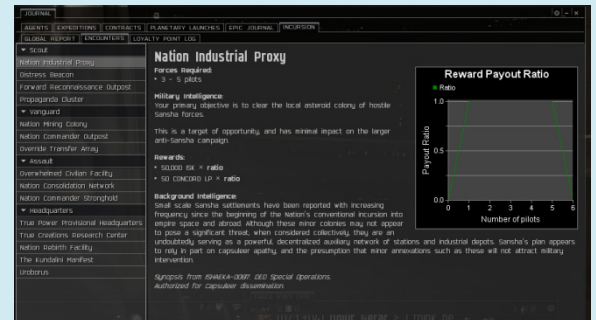 JOURNAL
AGENTS EXPEDITIONS CONTRACTS PLANETARY LAUNCHES EPIC JOURNAL INCURSION
GLOBAL REPORT ENCOUNTERS LOYALTY POINT LOG
Scout
Nation Industrial Proxy
Distress Beacon
Forward Reconnaissance Outpost
Propaganda Cluster
Vanguard
Nation Mining Colony
Nation Commander Outpost
Override Transfer Array
Assault
Overwhelmed Civilian Facility
Nation Consolidation Network
Nation Commander Stronghold
Headquarters
True Power Provisional Headquarters
True Creations Research Center
Nation Rebirth Facility
The Kundalini Manifest
Uroborus
Nation Industrial Proxy
Forces Required:
• 3 - 5 pilots
Military Intelligence:
Your primary objective is to clear the local asteroid colony of hostile
Sansha forces.
This is a target of opportunity, and has minimal impact on the larger
anti-Sansha campaign.
Rewards:
• 50,000 ISK × ratio
• 50 CONCORD LP × ratio
Background Intelligence:
Small scale Sansha settlements have been reported with increasing
frequency since the beginning of the Nation's conventional incursion into
empire space and abroad. Although these minor colonies may not appear
to pose a significant threat, when considered collectively, they are an
undoubtedly serving as a powerful, decentralized auxiliary network of stations and industrial depots. Sansha's plan appears
to rely in part on capsuleer apathy, and the presumption that minor annexations such as these will not attract military
intervention.
Synopsis from ISHAEKA-0087. DED Special Operations.
Authorized for Capsuleer dissemination.
Reward Payout Ratio
Ratio
1.0
0.5
0.0
Payout Ratio
0 1 2 3 4 5 6
Number of pilots